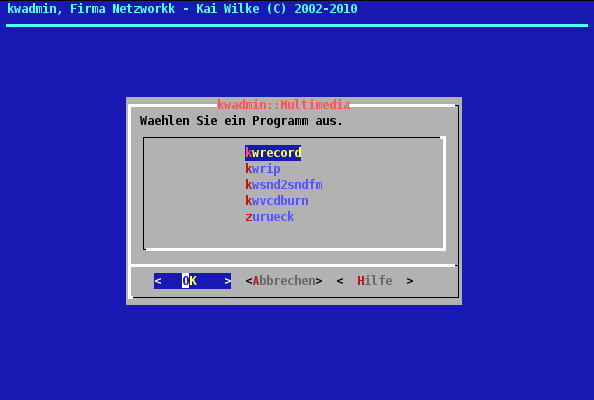 kwadmin, Firma Netzworkk - Kai Wilke (C) 2002-2010
kwadmin::Multimedia
Waehlen Sie ein Programm aus.
kwrecord
kwrip
kwsnd2sndfm
kwvcdburn
zurueck
<   OK   > <Abbrechen> <  Hilfe  >